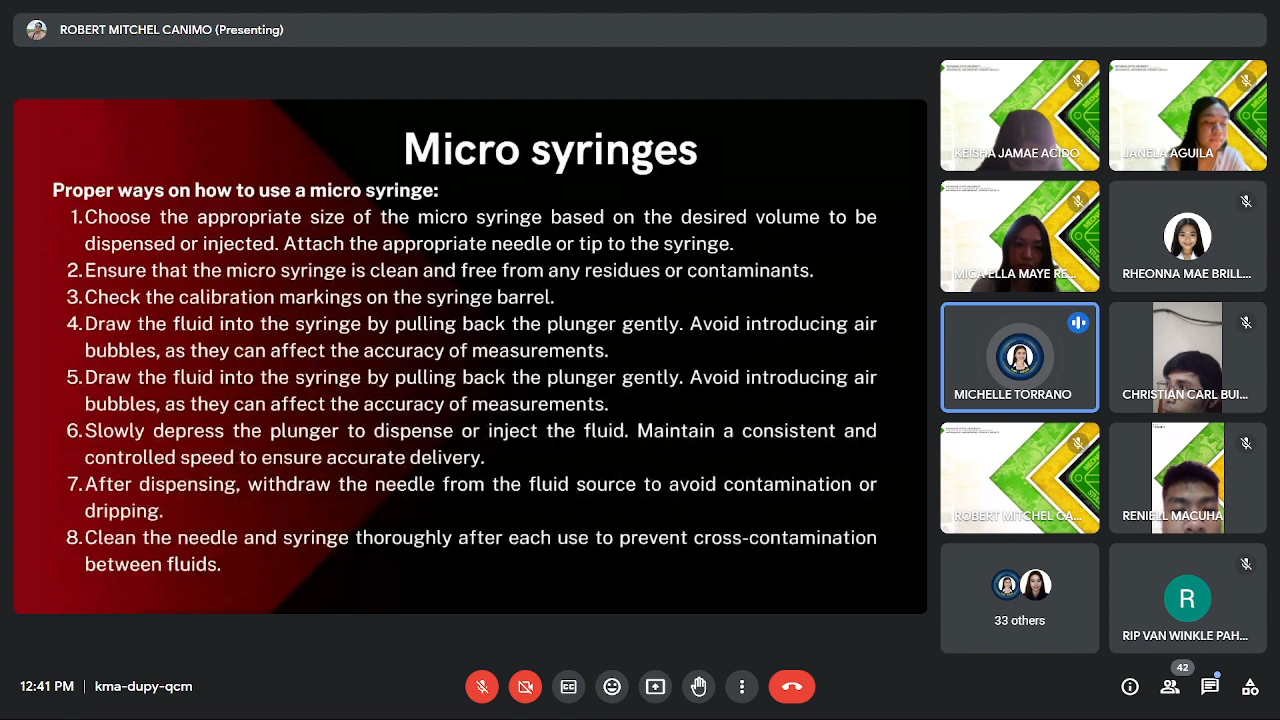 ROBERT MITCHEL CANIMO (Presenting)
Micro syringes
Proper ways on how to use a micro syringe:
1. Choose the appropriate size of the micro syringe based on the desired volume to be
dispensed or injected. Attach the appropriate needle or tip to the syringe.
2. Ensure that the micro syringe is clean and free from any residues or contaminants.
3. Check the calibration markings on the syringe barrel.
4. Draw the fluid into the syringe by pulling back the plunger gently. Avoid introducing air
bubbles, as they can affect the accuracy of measurements.
5. Draw the fluid into the syringe by pulling back the plunger gently. Avoid introducing air
bubbles, as they can affect the accuracy of measurements.
6. Slowly depress the plunger to dispense or inject the fluid. Maintain a consistent and
controlled speed to ensure accurate delivery.
7. After dispensing, withdraw the needle from the fluid source to avoid contamination or
dripping.
8. Clean the needle and syringe thoroughly after each use to prevent cross-contamination
between fluids.
KEISHA JAMAE ACIDO
JANELA AGUILA
MICA ELLA MAYE RE...
RHEONNA MAE BRILL...
MICHELLE TORRANO
CHRISTIAN CARL BUI...
ROBERT MITCHEL CA...
RENIELL MACUHA
33 others
R
RIP VAN WINKLE PAH...
12:41 PM | kma-dupy-qcm
42